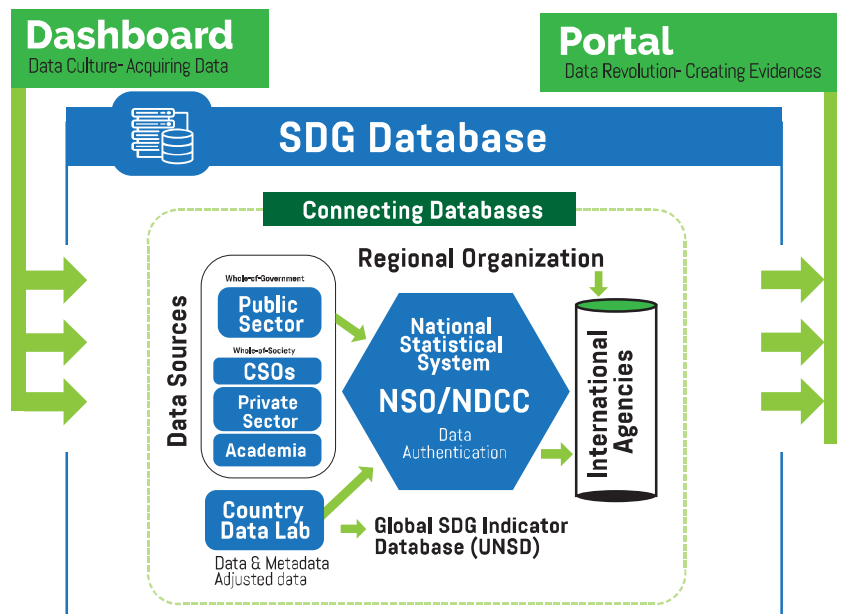 Dashboard
Data Culture- Acquiring Data
Portal
Data Revolution- Creating Evidences
SDG Database
Connecting Databases
Regional Organization
Data Sources
Whole-of-Government
Public
Sector
Whole-of-Society
CSOs
Private
Sector
Academia
Country
Data Lab
Data & Metadata
Adjusted data
National
Statistical
System
NSO/NDCC
Data
Authentication
International
Agencies
Global SDG Indicator
Database (UNSD)